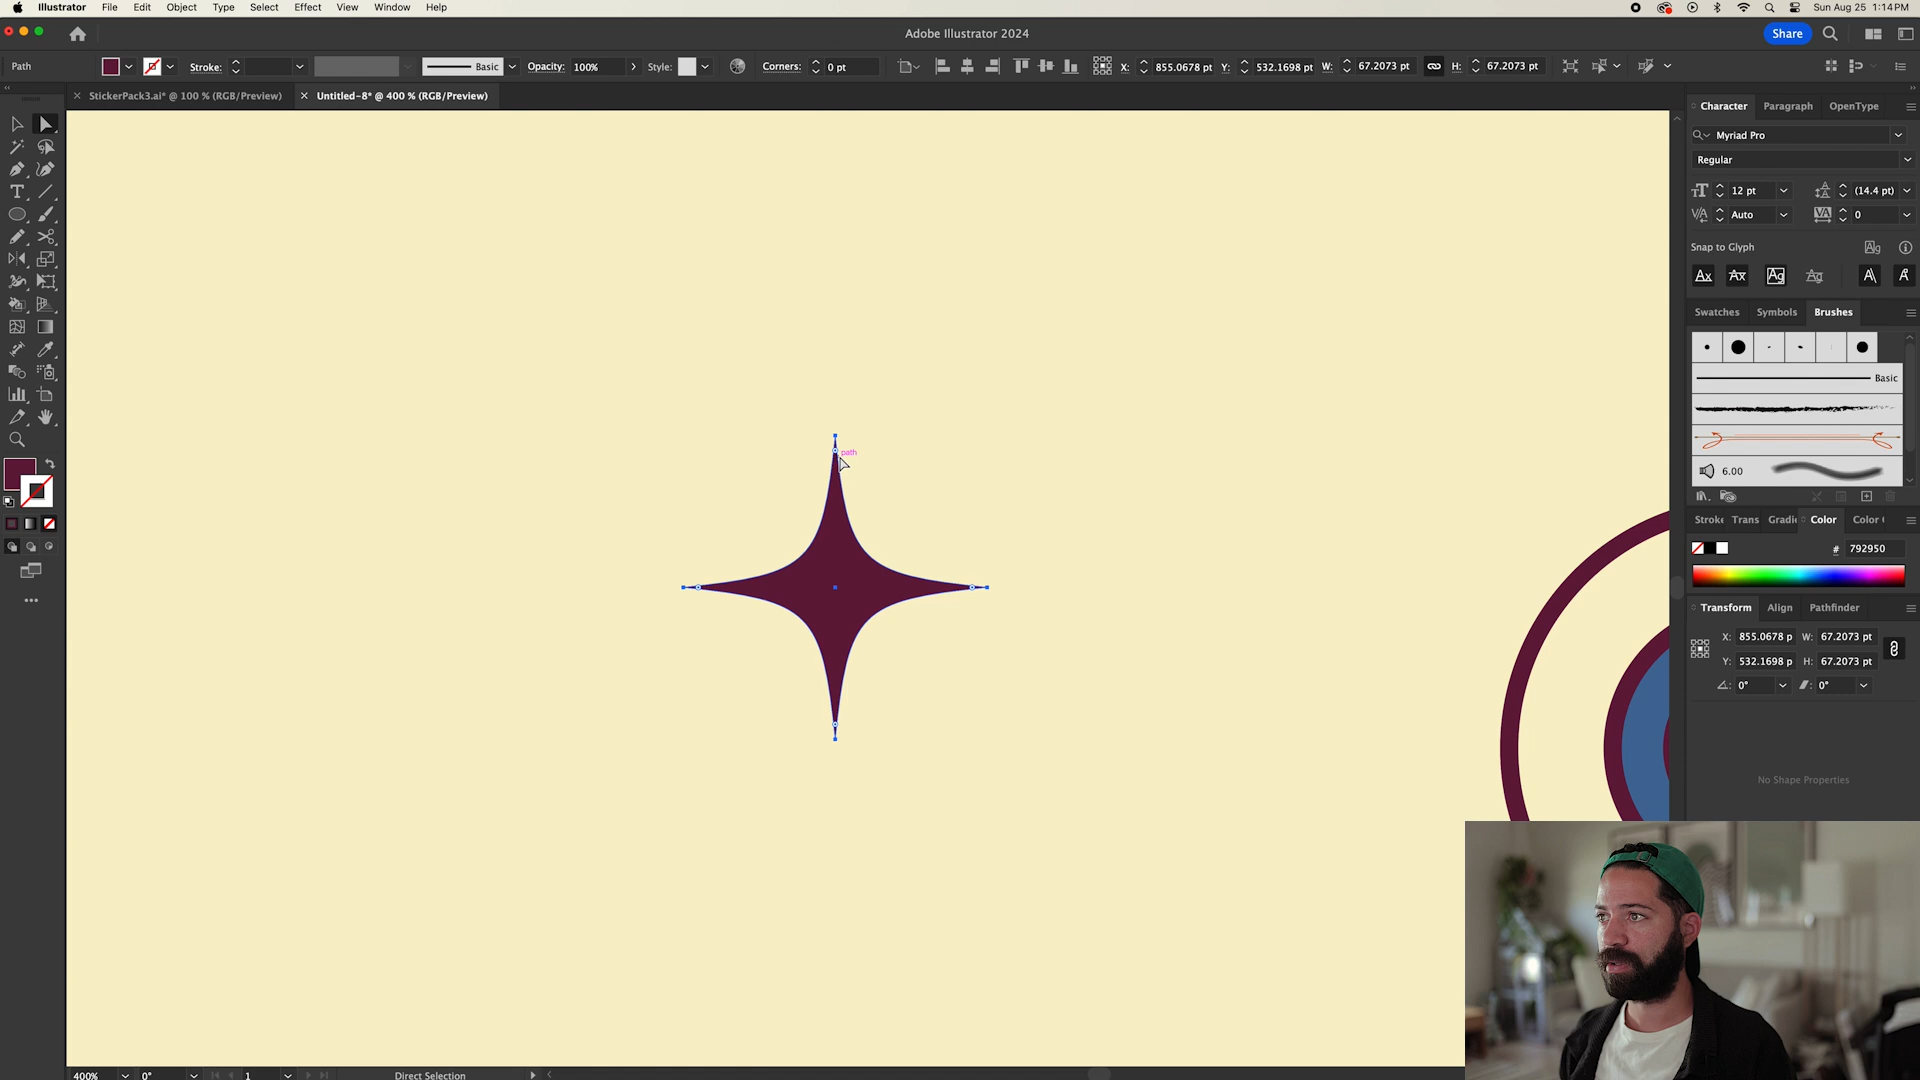 Illustrator File Edit Object Type Select Effect View Window Help Sun Aug 25 1:14 PM
Adobe Illustrator 2024 Share
Path Stroke: Basic Opacity: 100% Style: Corners: 0 pt X: 855.0678 pt Y: 532.1698 pt W: 67.2073 pt H: 67.2073 pt
StickerPack3.ai* @ 100 % (RGB/Preview) Untitled-8* @ 400 % (RGB/Preview)
Character Paragraph OpenType
Myriad Pro
Regular
12 pt (14.4 pt)
Auto 0
Snap to Glyph
Swatches Symbols Brushes
Basic
path
6.00
Stroke Trans Gradie Color Color
# 792950
Transform Align Pathfinder
X: 855.0678 p W: 67.2073 pt
Y: 532.1698 p H: 67.2073 pt
0° 0°
No Shape Properties
400% 0° 1 Direct Selection